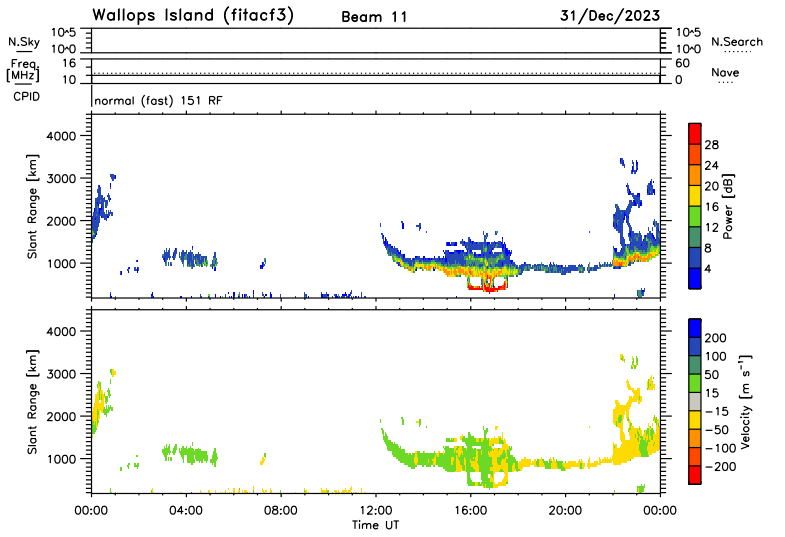 Wallops Island (fitacf3) Beam 11 31/Dec/2023
N.Sky 10^5 10^0 10^5 10^0 N.Search
Freq. [MHz] 16 10 60 0 Nave
CPID normal (fast) 151 RF
Slant Range [km]
4000
3000
2000
1000
28
24
20
16
12
8
4
Power [dB]
Slant Range [km]
4000
3000
2000
1000
200
100
50
15
-15
-50
-100
-200
Velocity [m s⁻¹]
00:00 04:00 08:00 12:00 16:00 20:00 00:00
Time UT